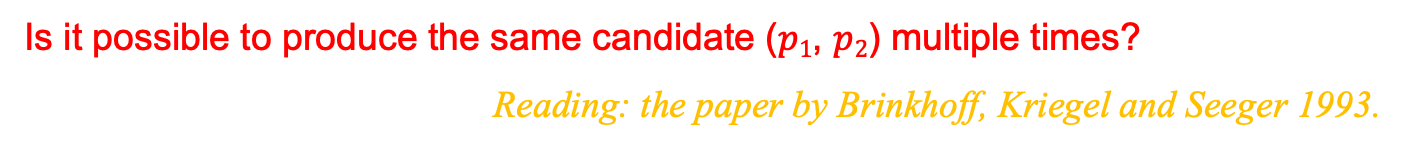 Is it possible to produce the same candidate (𝑝₁, 𝑝₂) multiple times?
Reading: the paper by Brinkhoff, Kriegel and Seeger 1993.